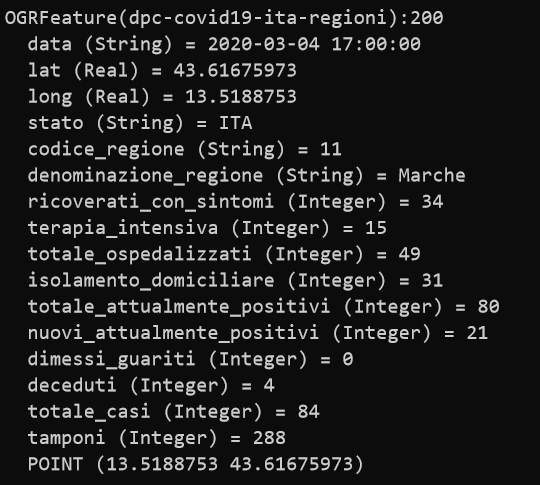 OGRFeature(dpc-covid19-ita-regioni):200
data (String) = 2020-03-04 17:00:00
lat (Real) = 43.61675973
long (Real) = 13.5188753
stato (String) = ITA
codice_regione (String) = 11
denominazione_regione (String) = Marche
ricoverati_con_sintomi (Integer) = 34
terapia_intensiva (Integer) = 15
totale_ospedalizzati (Integer) = 49
isolamento_domiciliare (Integer) = 31
totale_attualmente_positivi (Integer) = 80
nuovi_attualmente_positivi (Integer) = 21
dimessi_guariti (Integer) = 0
deceduti (Integer) = 4
totale_casi (Integer) = 84
tamponi (Integer) = 288
POINT (13.5188753 43.61675973)